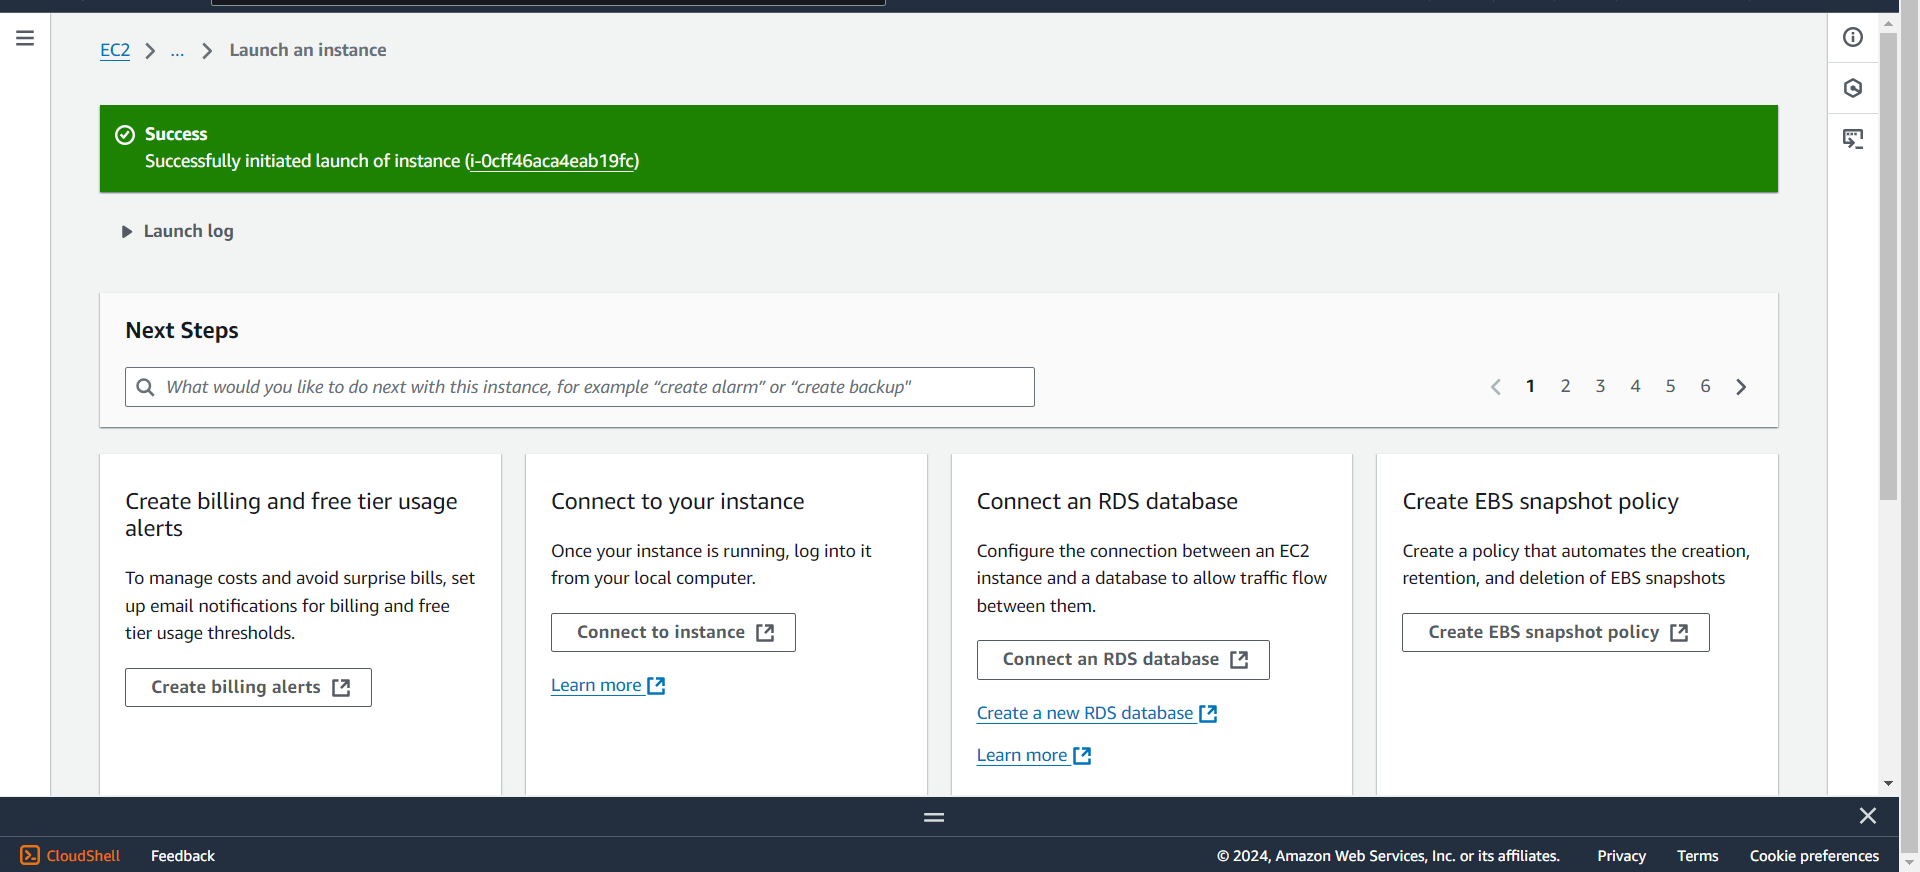 EC2 > ... > Launch an instance
Success
Successfully initiated launch of instance (i-0cff46aca4eab19fc)
Launch log
Next Steps
What would you like to do next with this instance, for example “create alarm” or “create backup"
1 2 3 4 5 6
Create billing and free tier usage
alerts
To manage costs and avoid surprise bills, set
up email notifications for billing and free
tier usage thresholds.
Create billing alerts
Connect to your instance
Once your instance is running, log into it
from your local computer.
Connect to instance
Learn more
Connect an RDS database
Configure the connection between an EC2
instance and a database to allow traffic flow
between them.
Connect an RDS database
Create a new RDS database
Learn more
Create EBS snapshot policy
Create a policy that automates the creation,
retention, and deletion of EBS snapshots
Create EBS snapshot policy
CloudShell Feedback © 2024, Amazon Web Services, Inc. or its affiliates. Privacy Terms Cookie preferences